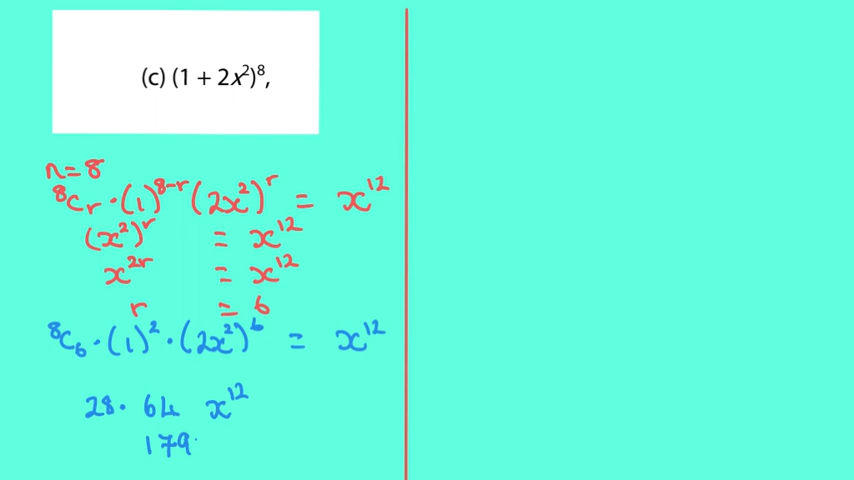 (c) (1 + 2x²)⁸,
n=8
⁸Cᵣ · (1)⁸⁻ʳ (2x²)ʳ = x¹²
(x²)ʳ = x¹²
x²ʳ = x¹²
r = 6
⁸C₆ · (1)² · (2x²)⁶ = x¹²
28 · 64 x¹²
179